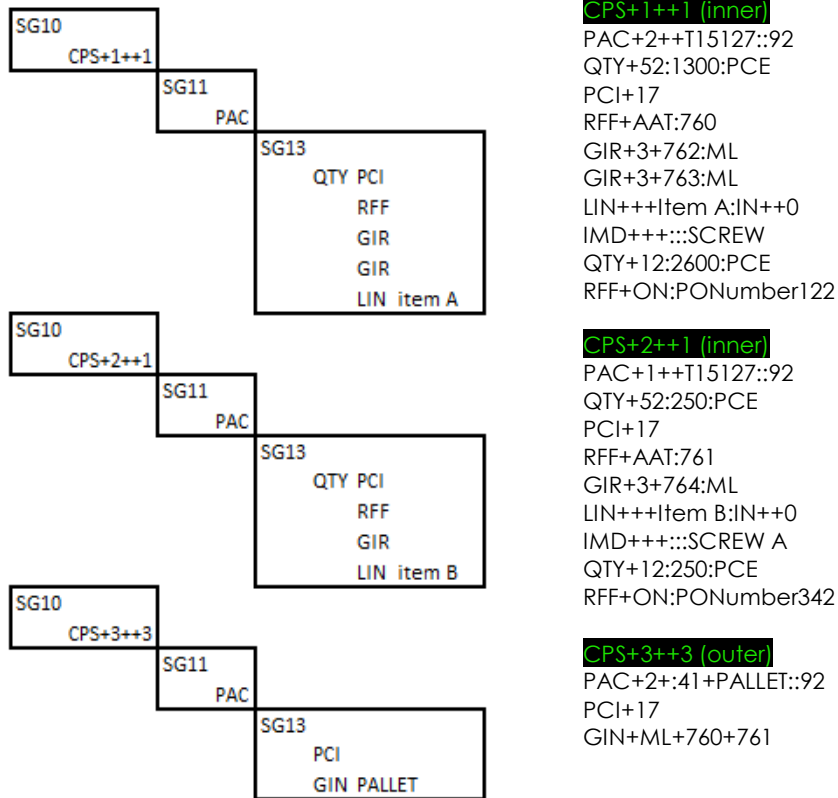 SG10
CPS+1++1
SG11
PAC
SG13
QTY PCI
RFF
GIR
GIR
LIN item A
SG10
CPS+2++1
SG11
PAC
SG13
QTY PCI
RFF
GIR
LIN item B
SG10
CPS+3++3
SG11
PAC
SG13
PCI
GIN PALLET
CPS+1++1 (inner)
PAC+2++T15127::92
QTY+52:1300:PCE
PCI+17
RFF+AAT:760
GIR+3+762:ML
GIR+3+763:ML
LIN+++Item A:IN++0
IMD+++:::SCREW
QTY+12:2600:PCE
RFF+ON:PONumber122
CPS+2++1 (inner)
PAC+1++T15127::92
QTY+52:250:PCE
PCI+17
RFF+AAT:761
GIR+3+764:ML
LIN+++Item B:IN++0
IMD+++:::SCREW A
QTY+12:250:PCE
RFF+ON:PONumber342
CPS+3++3 (outer)
PAC+2+:41+PALLET::92
PCI+17
GIN+ML+760+761